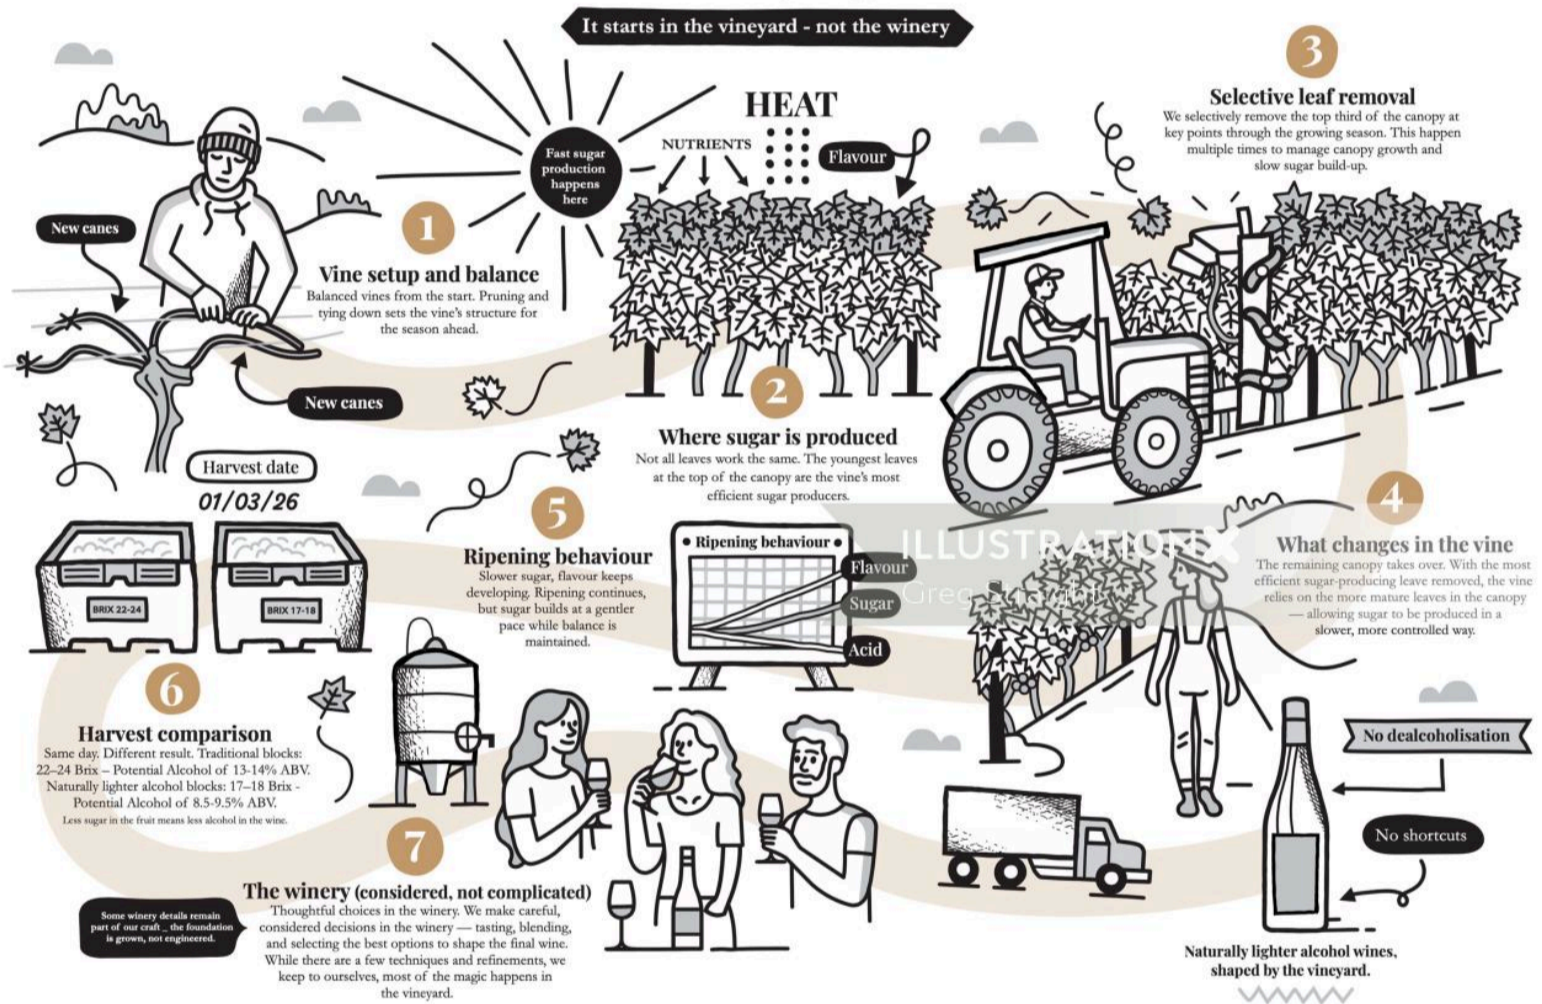 It starts in the vineyard - not the winery
New canes
New canes
1
Vine setup and balance
Balanced vines from the start. Pruning and
tying down sets the vine's structure for
the season ahead.
Fast sugar
production
happens
here
HEAT
NUTRIENTS
Flavour
2
Where sugar is produced
Not all leaves work the same. The youngest leaves
at the top of the canopy are the vine's most
efficient sugar producers.
3
Selective leaf removal
We selectively remove the top third of the canopy at
key points through the growing season. This happen
multiple times to manage canopy growth and
slow sugar build-up.
4
What changes in the vine
The remaining canopy takes over. With the most
efficient sugar-producing leave removed, the vine
relies on the more mature leaves in the canopy
— allowing sugar to be produced in a
slower, more controlled way.
5
Ripening behaviour
Slower sugar, flavour keeps
developing. Ripening continues,
but sugar builds at a gentler
pace while balance is
maintained.
• Ripening behaviour •
Flavour
Sugar
Acid
ILLUSTRATIONX
Greg
Harvest date
01/03/26
BRIX 22-24
BRIX 17-18
6
Harvest comparison
Same day. Different result. Traditional blocks:
22–24 Brix – Potential Alcohol of 13-14% ABV.
Naturally lighter alcohol blocks: 17–18 Brix -
Potential Alcohol of 8.5-9.5% ABV.
Less sugar in the fruit means less alcohol in the wine.
7
The winery (considered, not complicated)
Thoughtful choices in the winery. We make careful,
considered decisions in the winery — tasting, blending,
and selecting the best options to shape the final wine.
While there are a few techniques and refinements, we
keep to ourselves, most of the magic happens in
the vineyard.
Some winery details remain
part of our craft _ the foundation
is grown, not engineered.
No dealcoholisation
No shortcuts
Naturally lighter alcohol wines,
shaped by the vineyard.